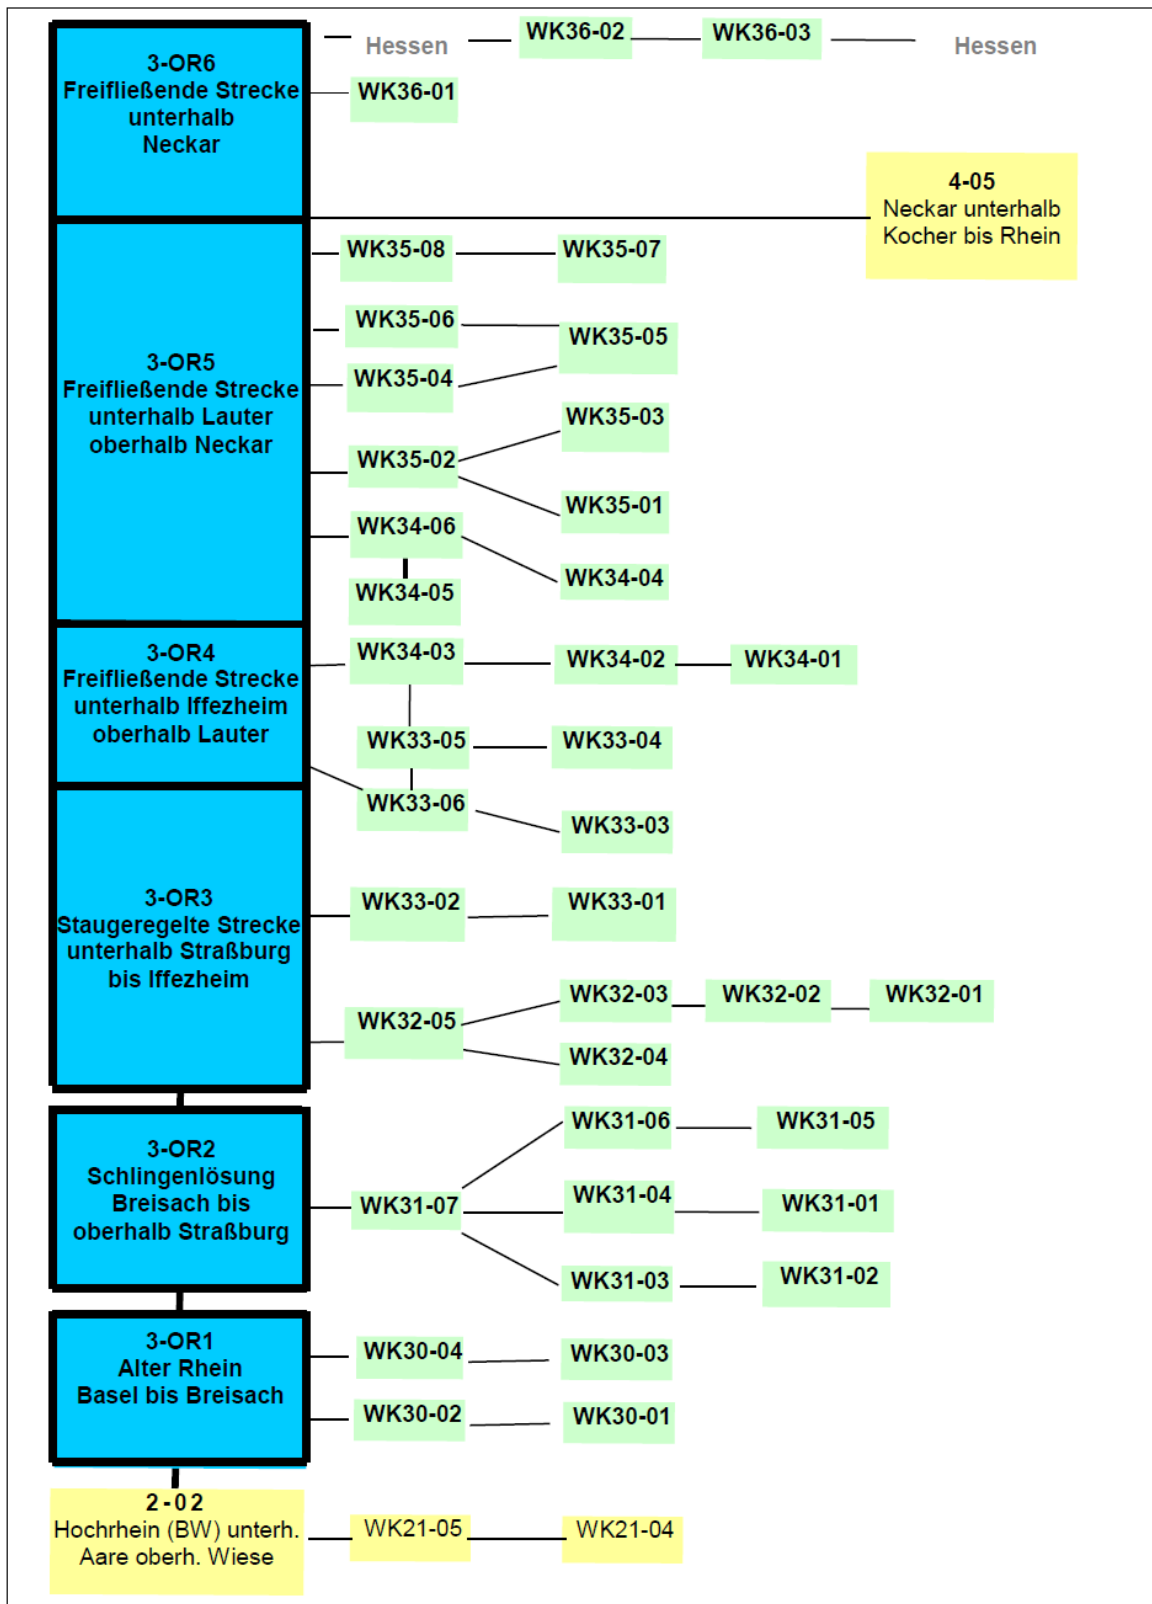 3-OR6
Freifließende Strecke
unterhalb
Neckar
Hessen
WK36-02
WK36-03
Hessen
WK36-01
4-05
Neckar unterhalb
Kocher bis Rhein
3-OR5
Freifließende Strecke
unterhalb Lauter
oberhalb Neckar
WK35-08
WK35-07
WK35-06
WK35-05
WK35-04
WK35-03
WK35-02
WK35-01
WK34-06
WK34-04
WK34-05
3-OR4
Freifließende Strecke
unterhalb Iffezheim
oberhalb Lauter
WK34-03
WK34-02
WK34-01
WK33-05
WK33-04
WK33-06
WK33-03
3-OR3
Staugeregelte Strecke
unterhalb Straßburg
bis Iffezheim
WK33-02
WK33-01
WK32-05
WK32-03
WK32-02
WK32-01
WK32-04
3-OR2
Schlingenlösung
Breisach bis
oberhalb Straßburg
WK31-07
WK31-06
WK31-05
WK31-04
WK31-01
WK31-03
WK31-02
3-OR1
Alter Rhein
Basel bis Breisach
WK30-04
WK30-03
WK30-02
WK30-01
2-02
Hochrhein (BW) unterh.
Aare oberh. Wiese
WK21-05
WK21-04